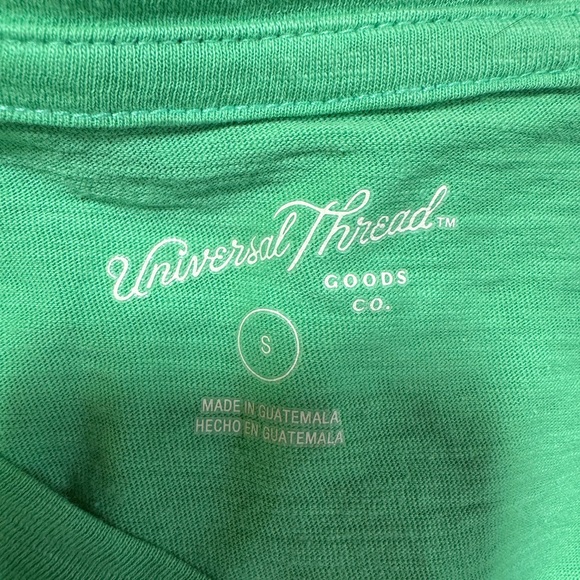 Universal Thread™
GOODS
CO.
S
MADE IN GUATEMALA
HECHO EN GUATEMALA